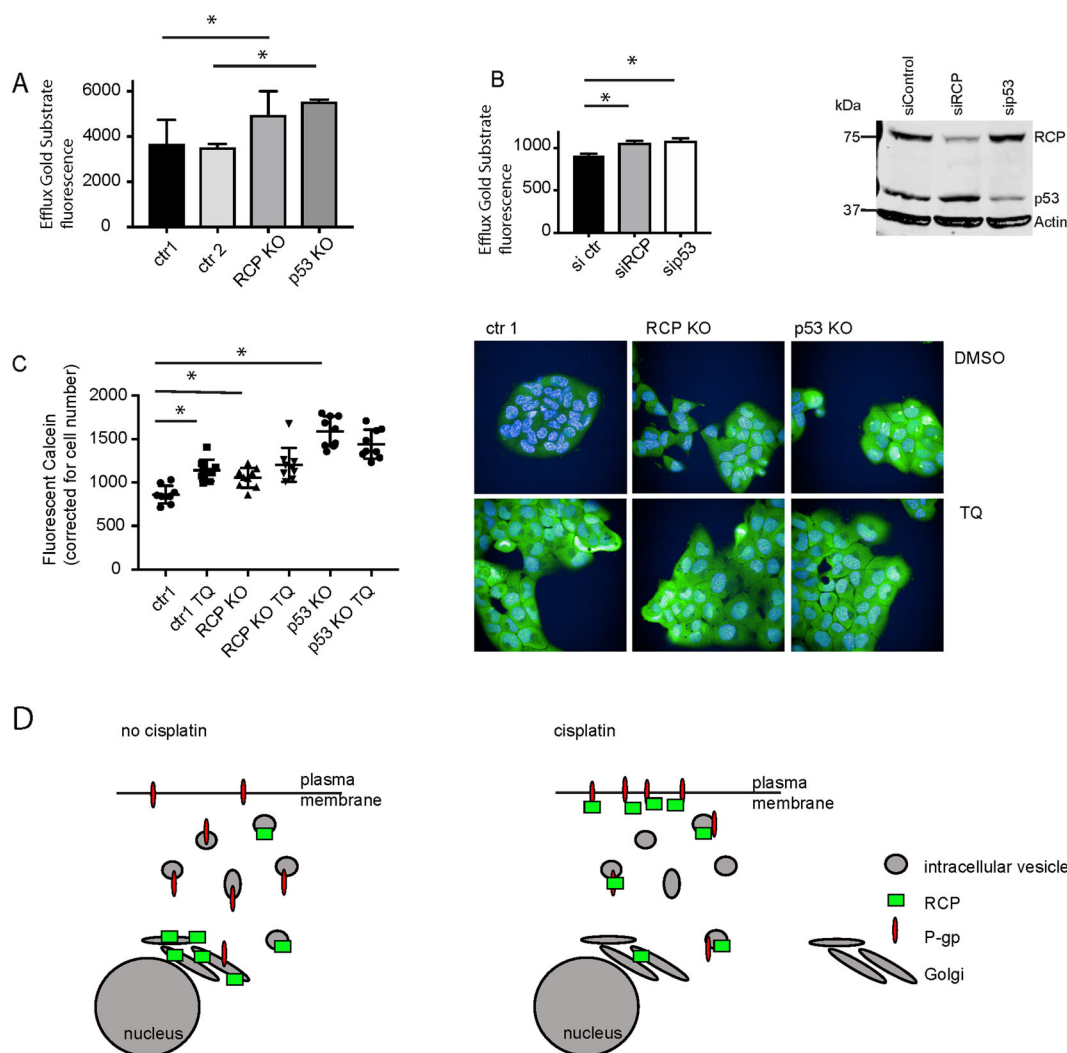 A
*
*
Efflux Gold Substrate
fluorescence
6000
4000
2000
0
ctr1
ctr 2
RCP KO
p53 KO
B
*
*
Efflux Gold Substrate
fluorescence
1000
500
0
si ctr
siRCP
sip53
kDa
siControl
siRCP
sip53
75
RCP
p53
37
Actin
C
*
*
*
Fluorescent Calcein
(corrected for cell number)
2000
1500
1000
500
0
ctr1
ctr1 TQ
RCP KO
RCP KO TQ
p53 KO
p53 KO TQ
ctr 1
RCP KO
p53 KO
DMSO
TQ
D
no cisplatin
plasma
membrane
nucleus
cisplatin
plasma
membrane
nucleus
intracellular vesicle
RCP
P-gp
Golgi